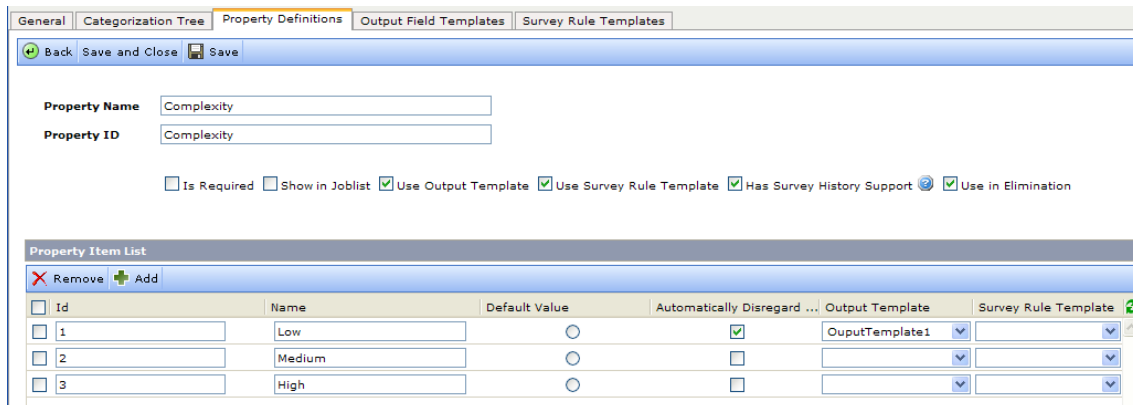 General Categorization Tree Property Definitions Output Field Templates Survey Rule Templates
Back Save and Close Save
Property Name Complexity
Property ID Complexity
Is Required Show in Joblist Use Output Template Use Survey Rule Template Has Survey History Support Use in Elimination
Property Item List
Remove Add
Id Name Default Value Automatically Disregard ... Output Template Survey Rule Template
1 Low OuputTemplate1
2 Medium
3 High